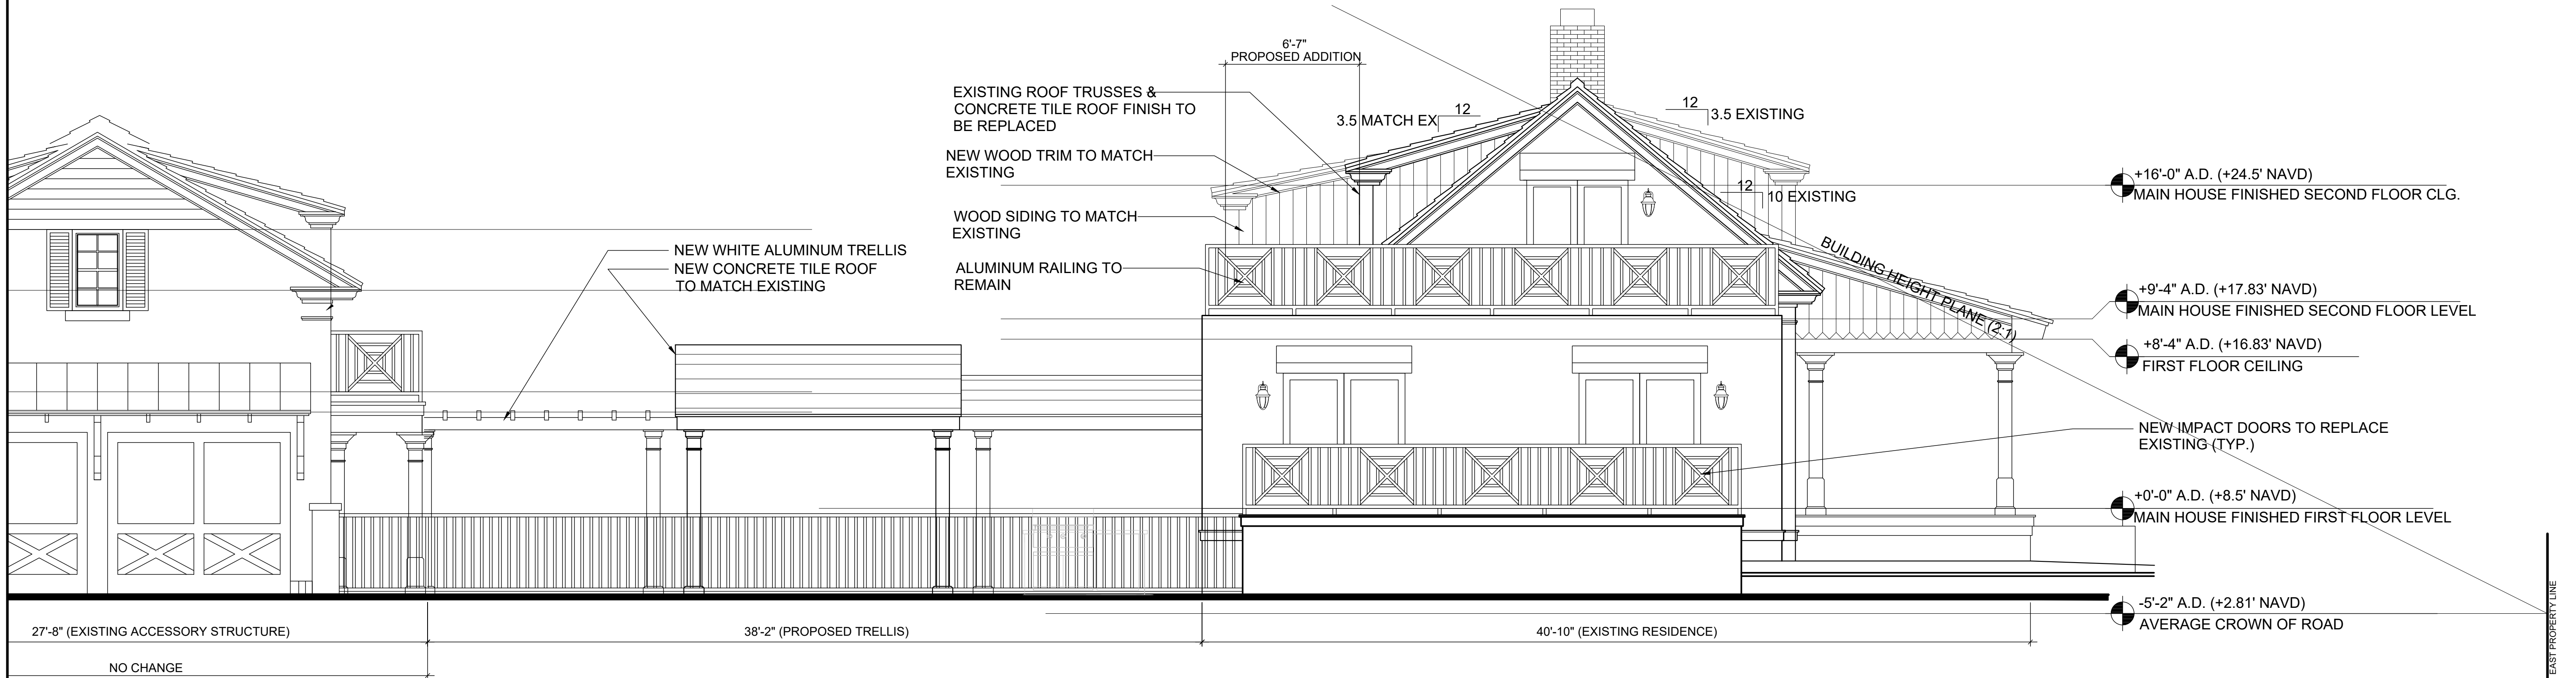 6'-7"
PROPOSED ADDITION
EXISTING ROOF TRUSSES &
CONCRETE TILE ROOF FINISH TO
BE REPLACED
12
3.5 MATCH EX
12
3.5 EXISTING
NEW WOOD TRIM TO MATCH
EXISTING
+16'-0" A.D. (+24.5' NAVD)
MAIN HOUSE FINISHED SECOND FLOOR CLG.
12
10 EXISTING
WOOD SIDING TO MATCH
EXISTING
NEW WHITE ALUMINUM TRELLIS
NEW CONCRETE TILE ROOF
TO MATCH EXISTING
ALUMINUM RAILING TO
REMAIN
BUILDING HEIGHT PLANE (2:1)
+9'-4" A.D. (+17.83' NAVD)
MAIN HOUSE FINISHED SECOND FLOOR LEVEL
+8'-4" A.D. (+16.83' NAVD)
FIRST FLOOR CEILING
NEW IMPACT DOORS TO REPLACE
EXISTING (TYP.)
+0'-0" A.D. (+8.5' NAVD)
MAIN HOUSE FINISHED FIRST FLOOR LEVEL
-5'-2" A.D. (+2.81' NAVD)
AVERAGE CROWN OF ROAD
27'-8" (EXISTING ACCESSORY STRUCTURE)
38'-2" (PROPOSED TRELLIS)
40'-10" (EXISTING RESIDENCE)
NO CHANGE
EAST PROPERTY LINE